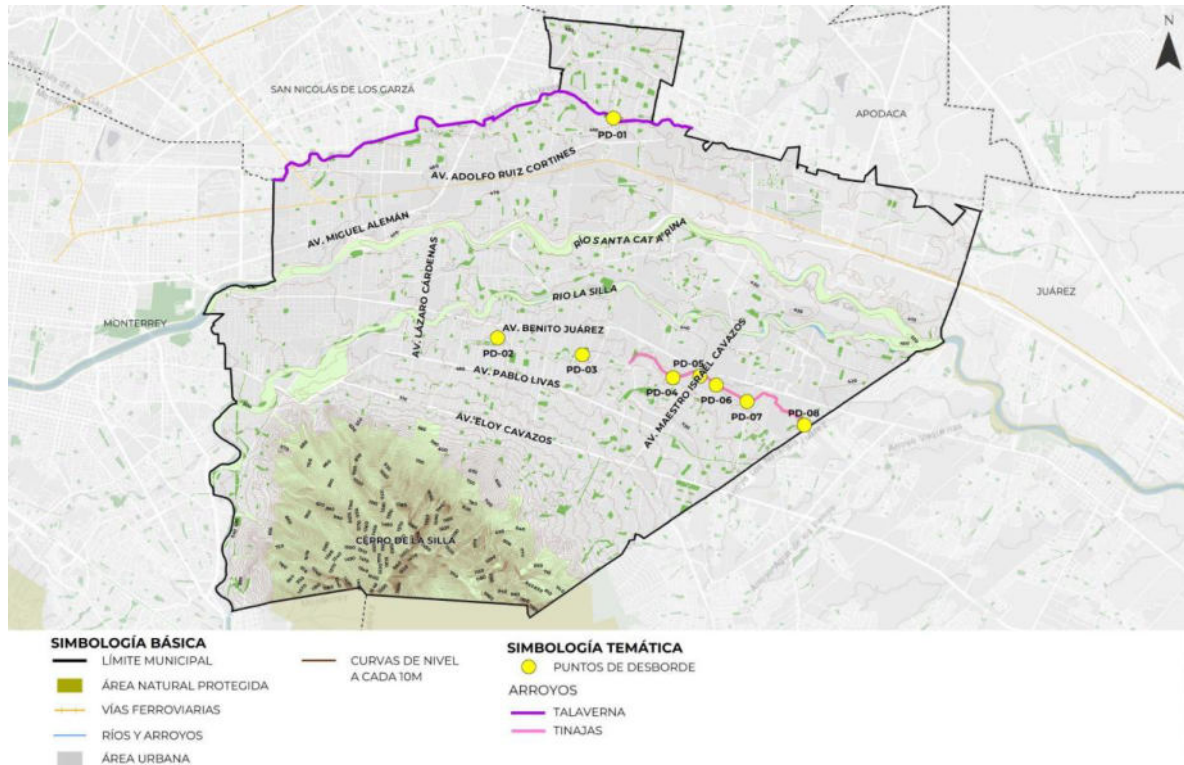 N
SAN NICOLÁS DE LOS GARZA
APODACA
PD-01
AV. ADOLFO RUIZ CORTINES
AV. MIGUEL ALEMÁN
RÍO SANTA CATARINA
AV. LÁZARO CÁRDENAS
RIO LA SILLA
JUÁREZ
MONTERREY
AV. BENITO JUÁREZ
PD-02
PD-03
AV. PABLO LIVAS
PD-05
PD-04
PD-06
PD-07
PD-08
AV. MAESTRO ISRAEL CAVAZOS
AV. ELOY CAVAZOS
CERRO DE LA SILLA
SIMBOLOGÍA BÁSICA
LÍMITE MUNICIPAL
ÁREA NATURAL PROTEGIDA
VÍAS FERROVIARIAS
RÍOS Y ARROYOS
ÁREA URBANA
CURVAS DE NIVEL
A CADA 10M
SIMBOLOGÍA TEMÁTICA
PUNTOS DE DESBORDE
ARROYOS
TALAVERNA
TINAJAS